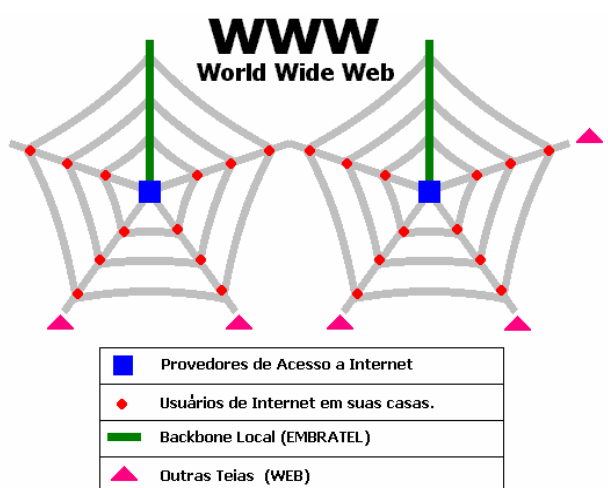 WWW
World Wide Web
Provedores de Acesso a Internet
Usuários de Internet em suas casas.
Backbone Local (EMBRATEL)
Outras Teias (WEB)